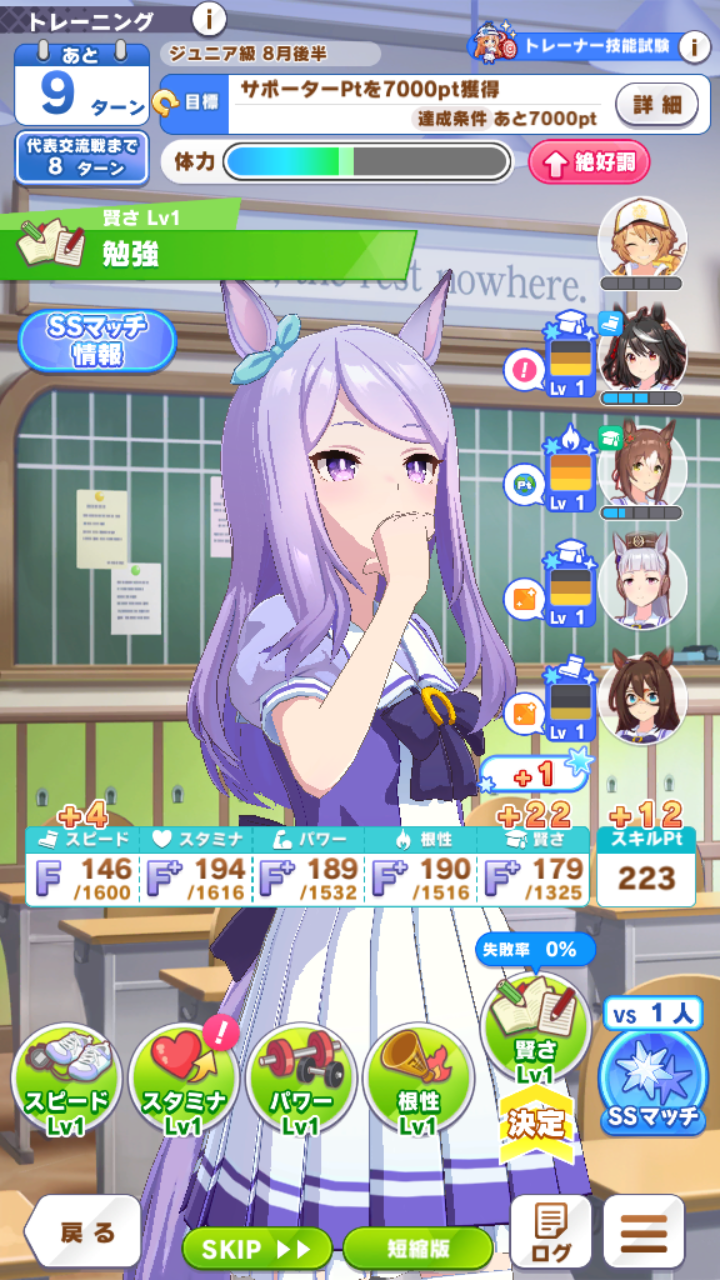 トレーニング
i
あと
9 ターン
代表交流戦まで
8 ターン
ジュニア級 8月後半
トレーナー技能試験
i
目標
サポーターPtを7000pt獲得
達成条件 あと7000pt
詳細
体力
絶好調
賢さ Lv1
勉強
SSマッチ
情報
rest nowhere.
!
Lv 1
Pt
Lv 1
Lv 1
Lv 1
+1
+4
+22
+12
スピード
スタミナ
パワー
根性
賢さ
スキルPt
F 146
/1600
F+ 194
/1616
F+ 189
/1532
F+ 190
/1516
F+ 179
/1325
223
失敗率 0%
スピード
Lv1
!
スタミナ
Lv1
パワー
Lv1
根性
Lv1
賢さ
Lv1
決定
vs 1人
SSマッチ
戻る
SKIP
短縮版
ログ